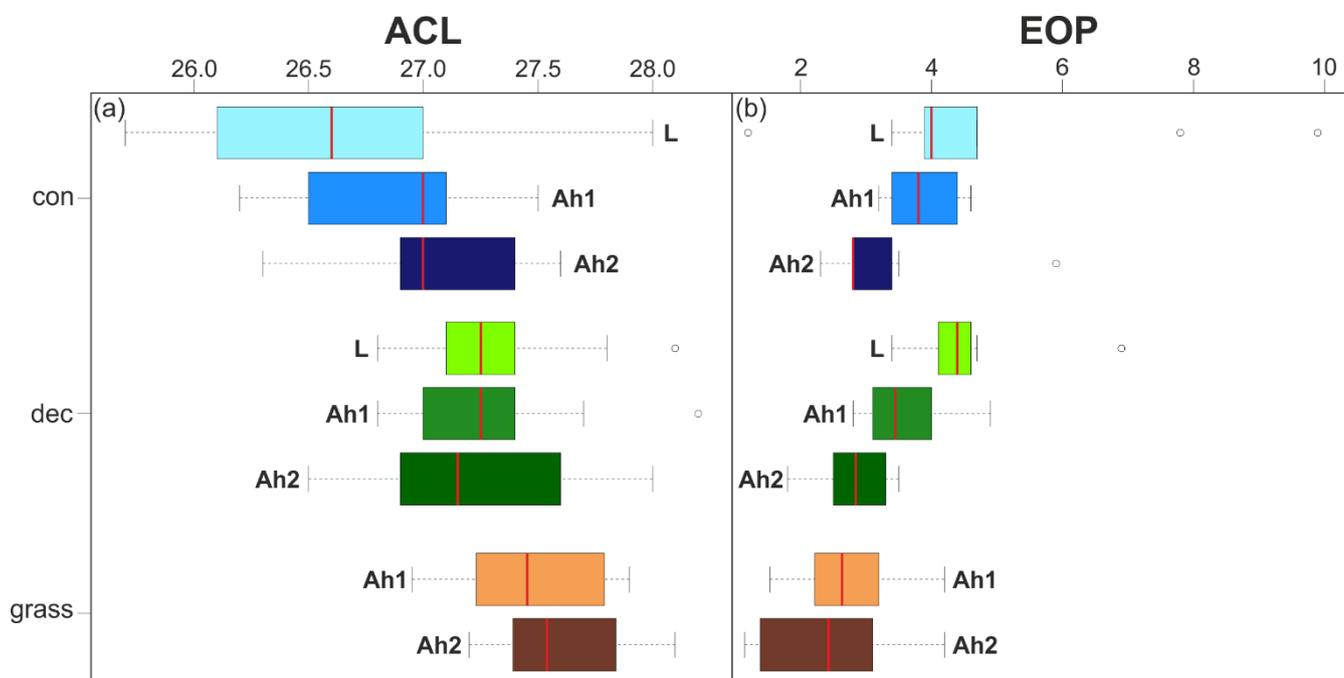 ACL EOP
26.0 26.5 27.0 27.5 28.0 2 4 6 8 10
(a) (b)
L L
con Ah1 Ah1
Ah2 Ah2
L L
dec Ah1 Ah1
Ah2 Ah2
Ah1 Ah1
grass
Ah2 Ah2